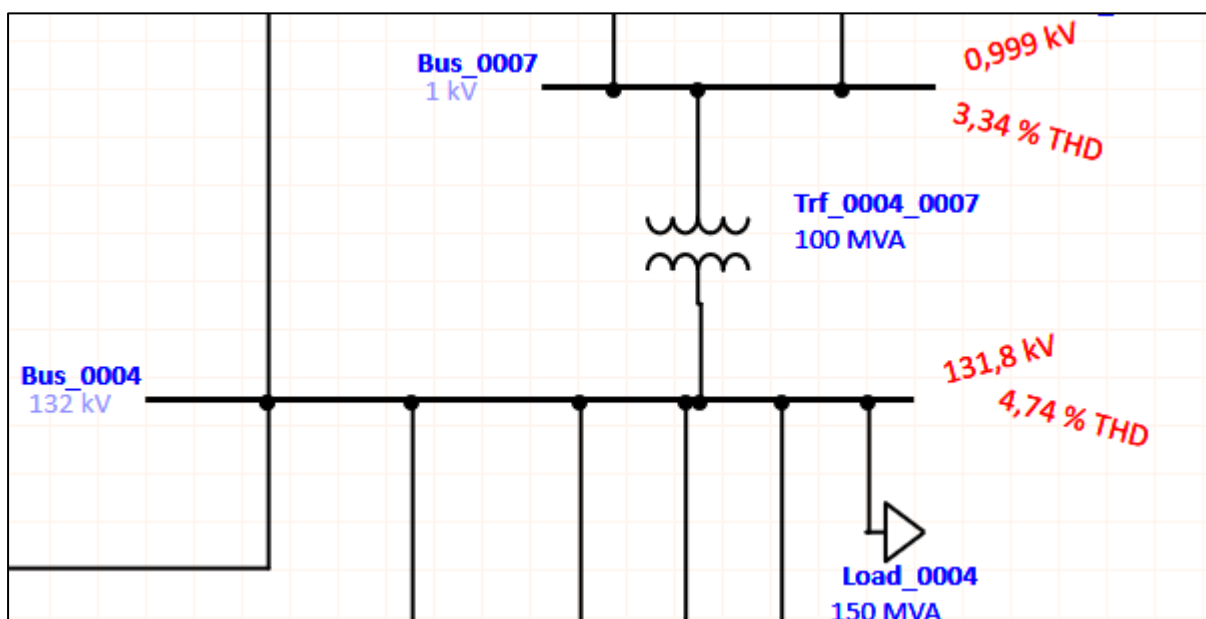 0,999 kV
Bus_0007
1 kV
3,34 % THD
Trf_0004_0007
100 MVA
131,8 kV
Bus_0004
132 kV
4,74 % THD
Load_0004
150 MVA